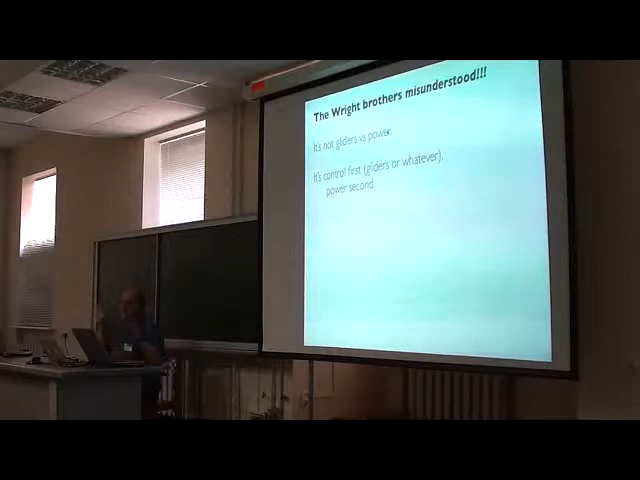 The Wright brothers misunderstood!!!
It's not gliders vs power.
It's control first (gliders or whatever),
power second.